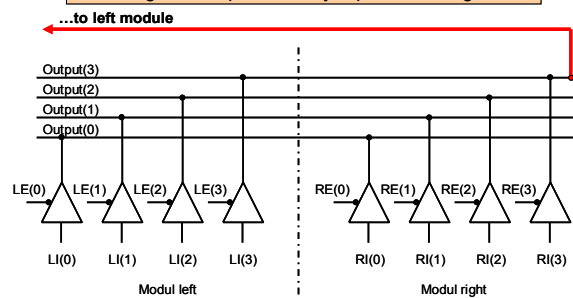 ...to left module
Output(3)
Output(2)
Output(1)
Output(0)
LE(0) LE(1) LE(2) LE(3) RE(0) RE(1) RE(2) RE(3)
LI(0) LI(1) LI(2) LI(3) RI(0) RI(1) RI(2) RI(3)
Modul left Modul right